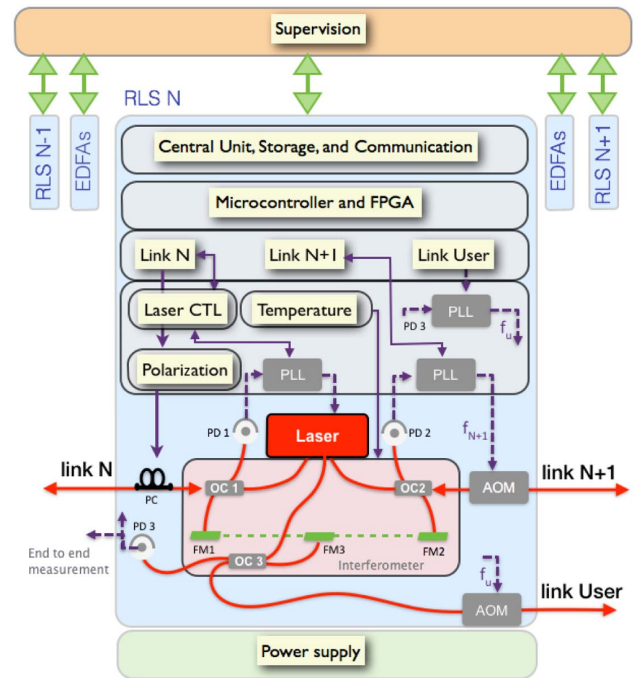 Supervision
RLS N
RLS N-1
EDFAs
EDFAs
RLS N+1
Central Unit, Storage, and Communication
Microcontroller and FPGA
Link N
Link N+1
Link User
Laser CTL
Temperature
PD 3
PLL
f_u
Polarization
PLL
PLL
PD 1
Laser
PD 2
f_N+1
link N
PC
OC 1
OC2
AOM
link N+1
PD 3
End to end
measurement
FM1
FM3
FM2
OC 3
Interferometer
f_u
AOM
link User
Power supply